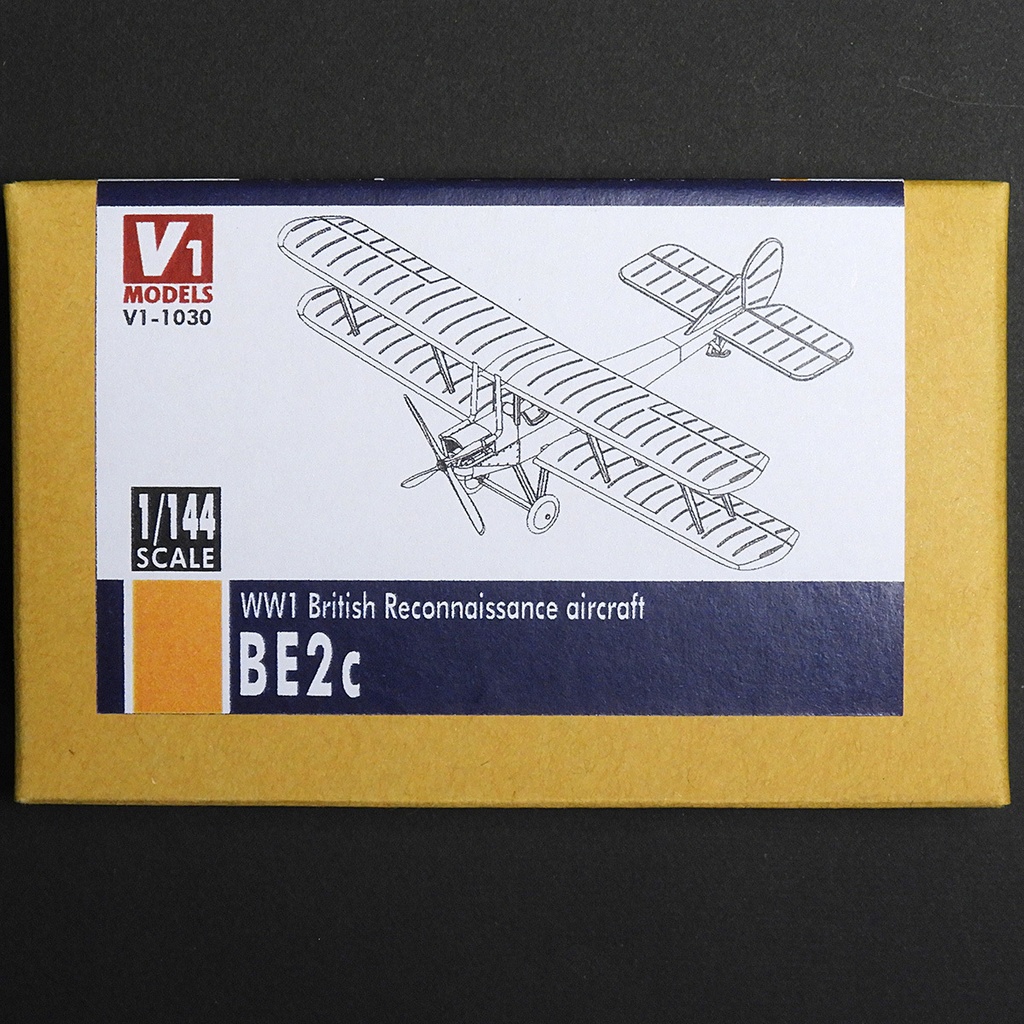 V1
MODELS
V1-1030
1/144
SCALE
WW1 British Reconnaissance aircraft
BE2c